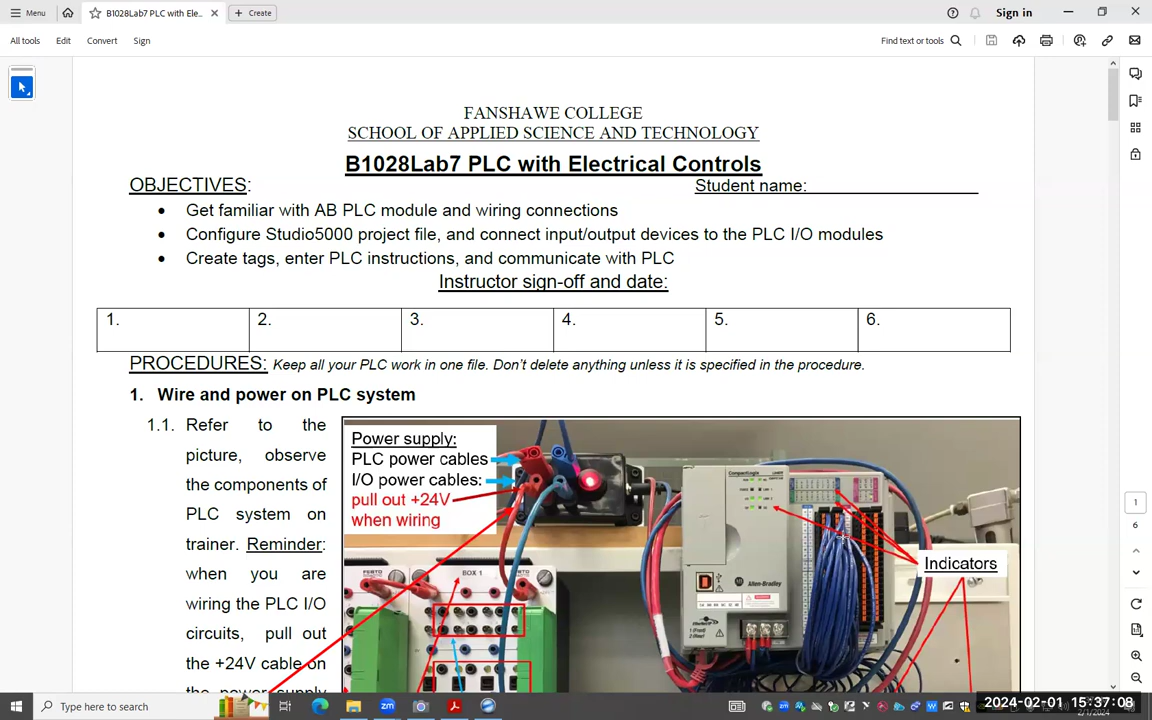 Menu
B1028Lab7 PLC with Ele...
Create
Sign in
All tools
Edit
Convert
Sign
Find text or tools
FANSHAWE COLLEGE
SCHOOL OF APPLIED SCIENCE AND TECHNOLOGY
B1028Lab7 PLC with Electrical Controls
OBJECTIVES:
Student name:
• Get familiar with AB PLC module and wiring connections
• Configure Studio5000 project file, and connect input/output devices to the PLC I/O modules
• Create tags, enter PLC instructions, and communicate with PLC
Instructor sign-off and date:
1. 2. 3. 4. 5. 6.
PROCEDURES: Keep all your PLC work in one file. Don't delete anything unless it is specified in the procedure.
1. Wire and power on PLC system
1.1. Refer to the
picture, observe
the components of
PLC system on
trainer. Reminder:
when you are
wiring the PLC I/O
circuits, pull out
the +24V cable on
the power supply
Power supply:
PLC power cables
I/O power cables:
pull out +24V
when wiring
BOX 1
CompactLogix
Allen-Bradley
Indicators
1
6
Type here to search
2024-02-01 15:37:08